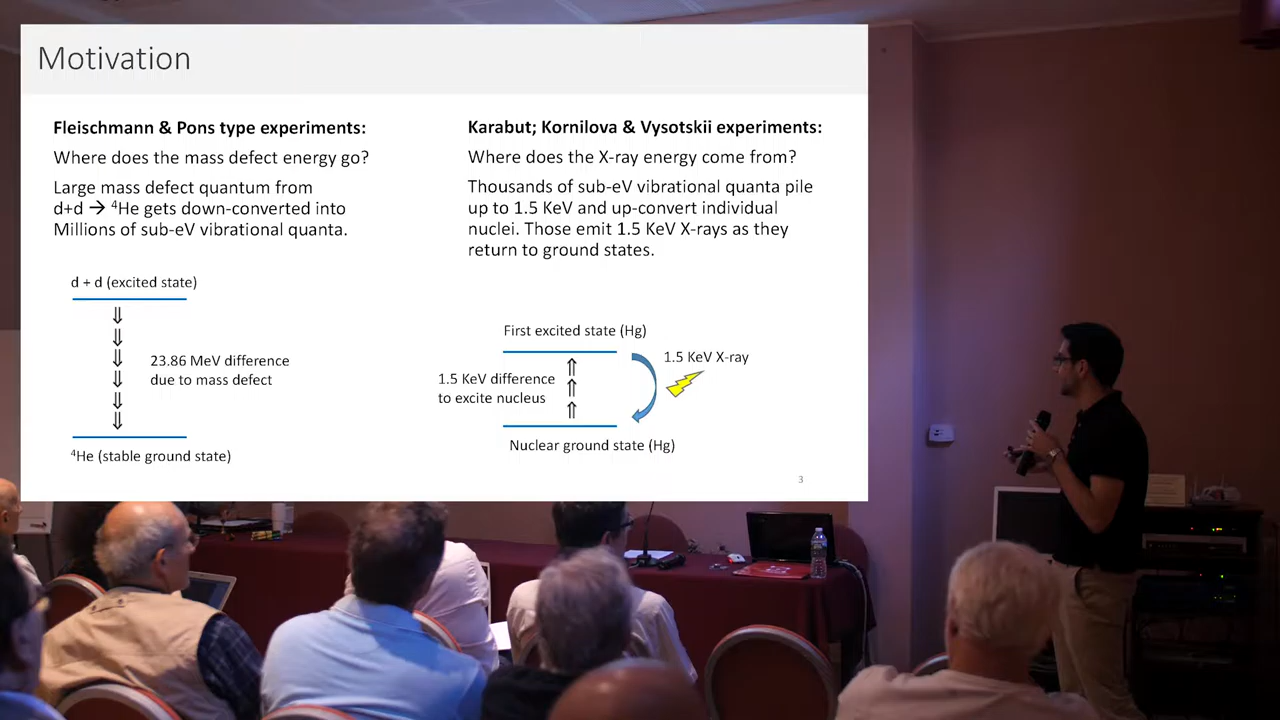 Motivation
Fleischmann & Pons type experiments:
Where does the mass defect energy go?
Large mass defect quantum from
d+d → ⁴He gets down-converted into
Millions of sub-eV vibrational quanta.
d + d (excited state)
23.86 MeV difference
due to mass defect
⁴He (stable ground state)
Karabut; Kornilova & Vysotskii experiments:
Where does the X-ray energy come from?
Thousands of sub-eV vibrational quanta pile
up to 1.5 KeV and up-convert individual
nuclei. Those emit 1.5 KeV X-rays as they
return to ground states.
First excited state (Hg)
1.5 KeV X-ray
1.5 KeV difference
to excite nucleus
Nuclear ground state (Hg)
3